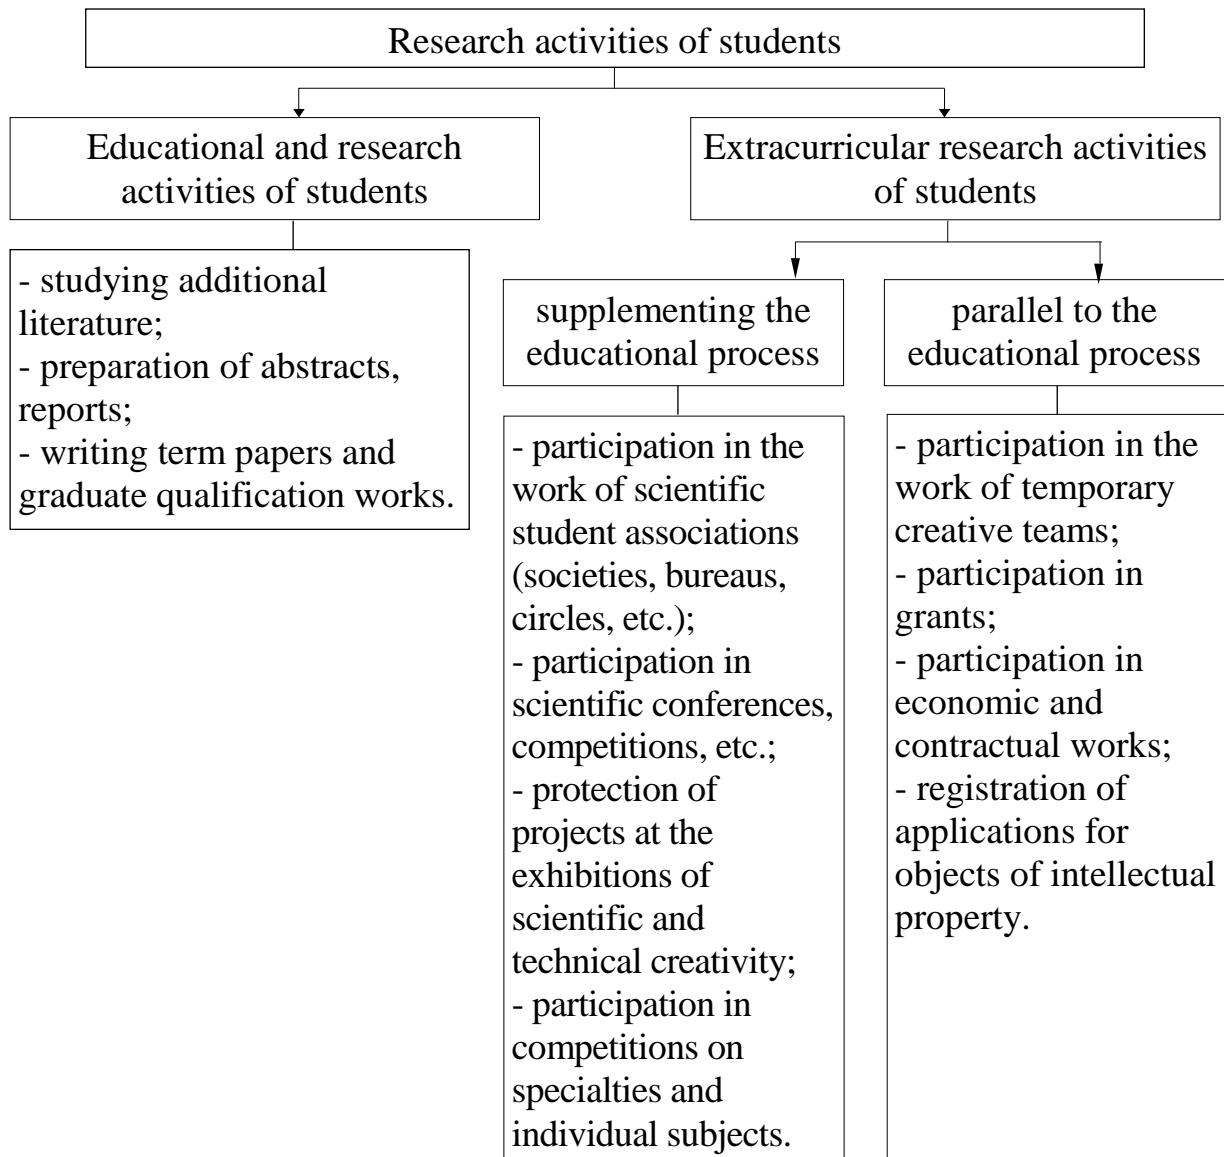 Research activities of students
Educational and research
activities of students
Extracurricular research activities
of students
- studying additional
literature;
- preparation of abstracts,
reports;
- writing term papers and
graduate qualification works.
supplementing the
educational process
parallel to the
educational process
- participation in the
work of scientific
student associations
(societies, bureaus,
circles, etc.);
- participation in
scientific conferences,
competitions, etc.;
- protection of
projects at the
exhibitions of
scientific and
technical creativity;
- participation in
competitions on
specialties and
individual subjects.
- participation in the
work of temporary
creative teams;
- participation in
grants;
- participation in
economic and
contractual works;
- registration of
applications for
objects of intellectual
property.